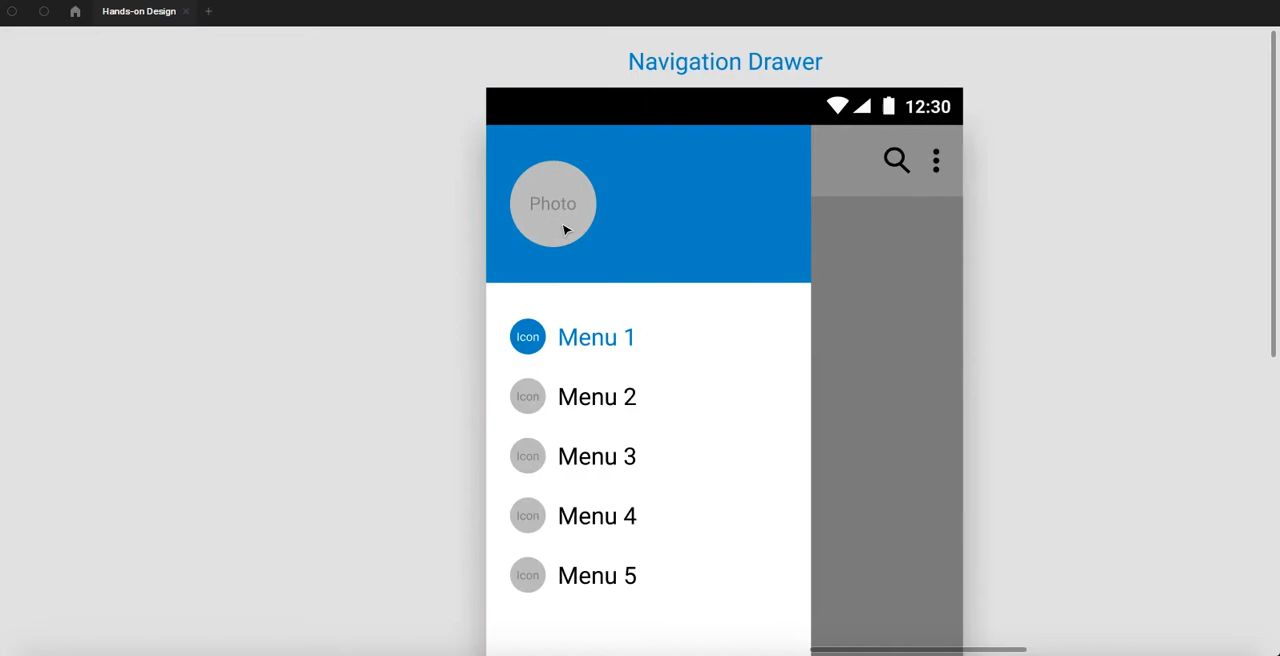 Hands-on Design
Navigation Drawer
12:30
Photo
Icon Menu 1
Icon Menu 2
Icon Menu 3
Icon Menu 4
Icon Menu 5